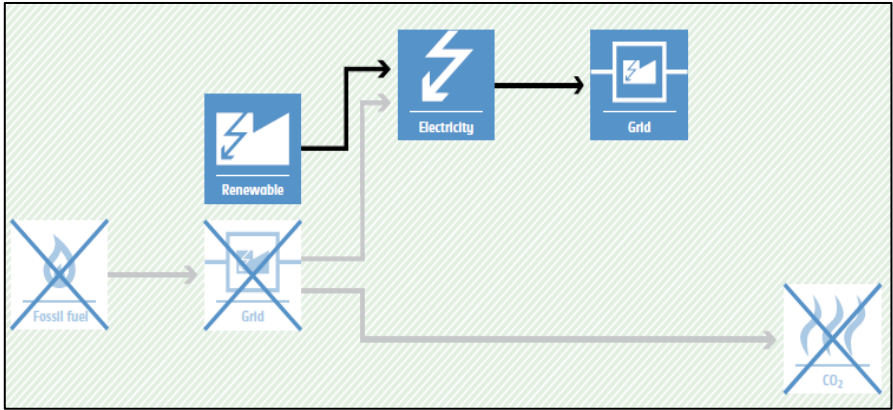 Electricity
Grid
Renewable
Fossil fuel
Grid
CO₂